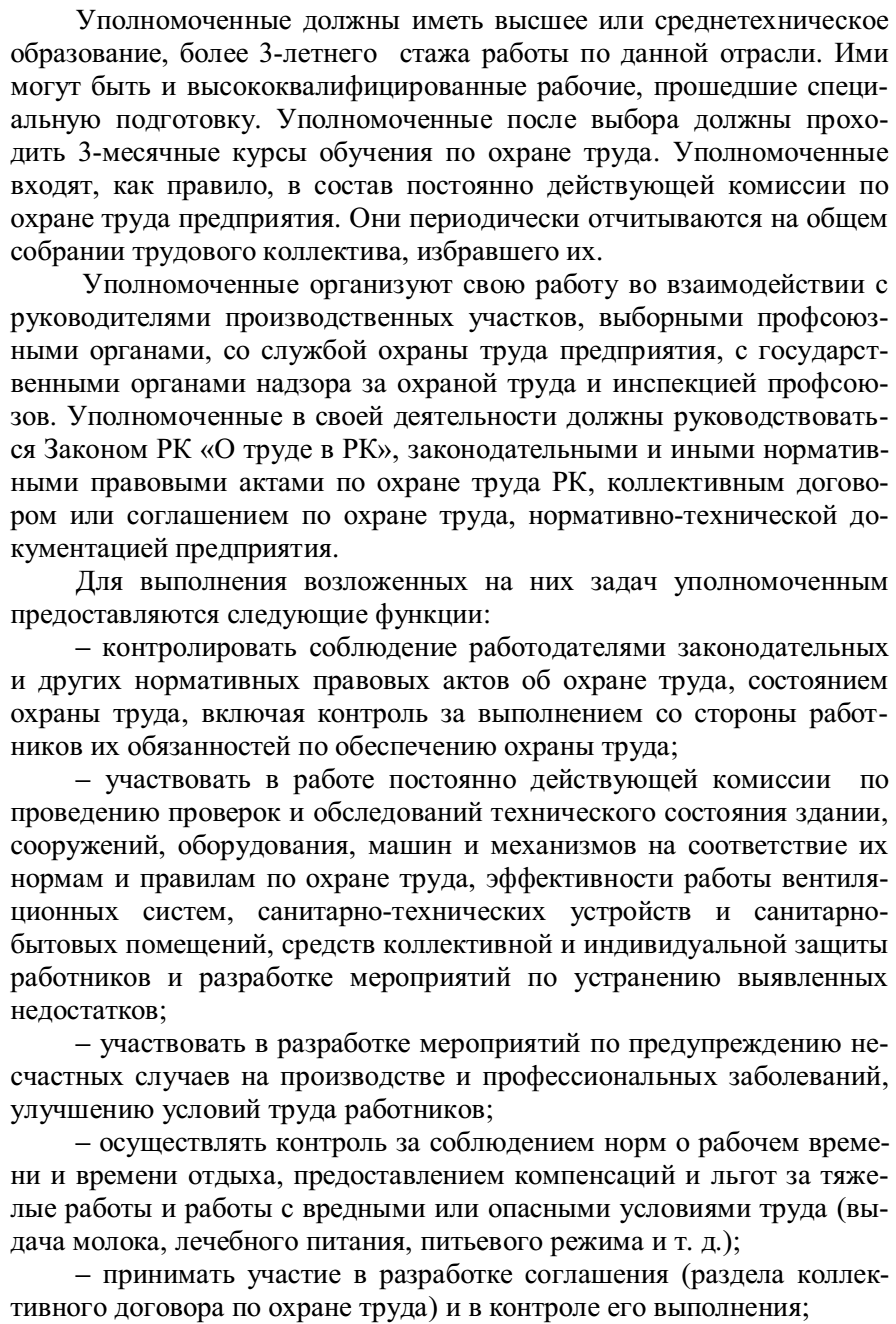 Уполномоченные должны иметь высшее или среднетехническое
образование, более 3-летнего стажа работы по данной отрасли. Ими
могут быть и высококвалифицированные рабочие, прошедшие специ-
альную подготовку. Уполномоченные после выбора должны прохо-
дить 3-месячные курсы обучения по охране труда. Уполномоченные
входят, как правило, в состав постоянно действующей комиссии по
охране труда предприятия. Они периодически отчитываются на общем
собрании трудового коллектива, избравшего их.
Уполномоченные организуют свою работу во взаимодействии с
руководителями производственных участков, выборными профсоюз-
ными органами, со службой охраны труда предприятия, с государст-
венными органами надзора за охраной труда и инспекцией профсою-
зов. Уполномоченные в своей деятельности должны руководствовать-
ся Законом РК «О труде в РК», законодательными и иными норматив-
ными правовыми актами по охране труда РК, коллективным догово-
ром или соглашением по охране труда, нормативно-технической до-
кументацией предприятия.
Для выполнения возложенных на них задач уполномоченным
предоставляются следующие функции:
– контролировать соблюдение работодателями законодательных
и других нормативных правовых актов об охране труда, состоянием
охраны труда, включая контроль за выполнением со стороны работ-
ников их обязанностей по обеспечению охраны труда;
– участвовать в работе постоянно действующей комиссии по
проведению проверок и обследований технического состояния здании,
сооружений, оборудования, машин и механизмов на соответствие их
нормам и правилам по охране труда, эффективности работы вентиля-
ционных систем, санитарно-технических устройств и санитарно-
бытовых помещений, средств коллективной и индивидуальной защиты
работников и разработке мероприятий по устранению выявленных
недостатков;
– участвовать в разработке мероприятий по предупреждению не-
счастных случаев на производстве и профессиональных заболеваний,
улучшению условий труда работников;
– осуществлять контроль за соблюдением норм о рабочем време-
ни и времени отдыха, предоставлением компенсаций и льгот за тяже-
лые работы и работы с вредными или опасными условиями труда (вы-
дача молока, лечебного питания, питьевого режима и т. д.);
– принимать участие в разработке соглашения (раздела коллек-
тивного договора по охране труда) и в контроле его выполнения;